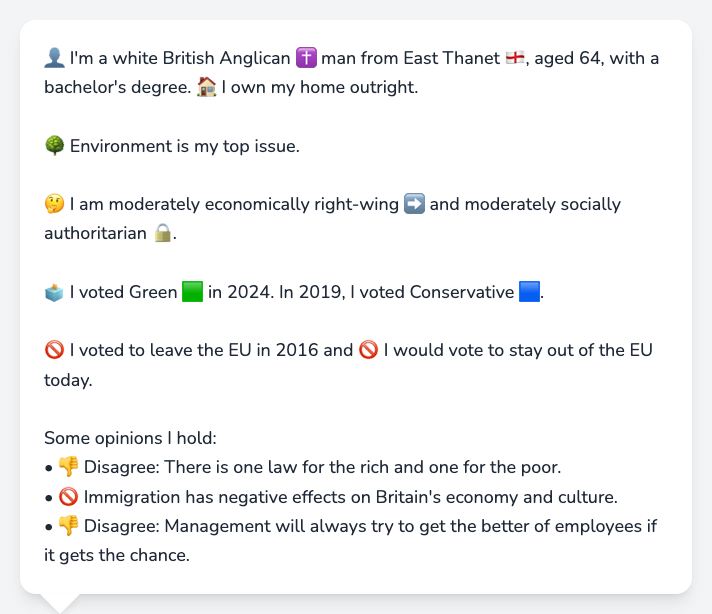 👤 I'm a white British Anglican ✝️ man from East Thanet 🏴󠁧󠁢󠁥󠁮󠁧󠁿, aged 64, with a
bachelor's degree. 🏠 I own my home outright.
🌳 Environment is my top issue.
🤔 I am moderately economically right-wing ➡️ and moderately socially
authoritarian 🔒.
🗳️ I voted Green 🟩 in 2024. In 2019, I voted Conservative 🟦.
🚫 I voted to leave the EU in 2016 and 🚫 I would vote to stay out of the EU
today.
Some opinions I hold:
• 👎 Disagree: There is one law for the rich and one for the poor.
• 🚫 Immigration has negative effects on Britain's economy and culture.
• 👎 Disagree: Management will always try to get the better of employees if
it gets the chance.